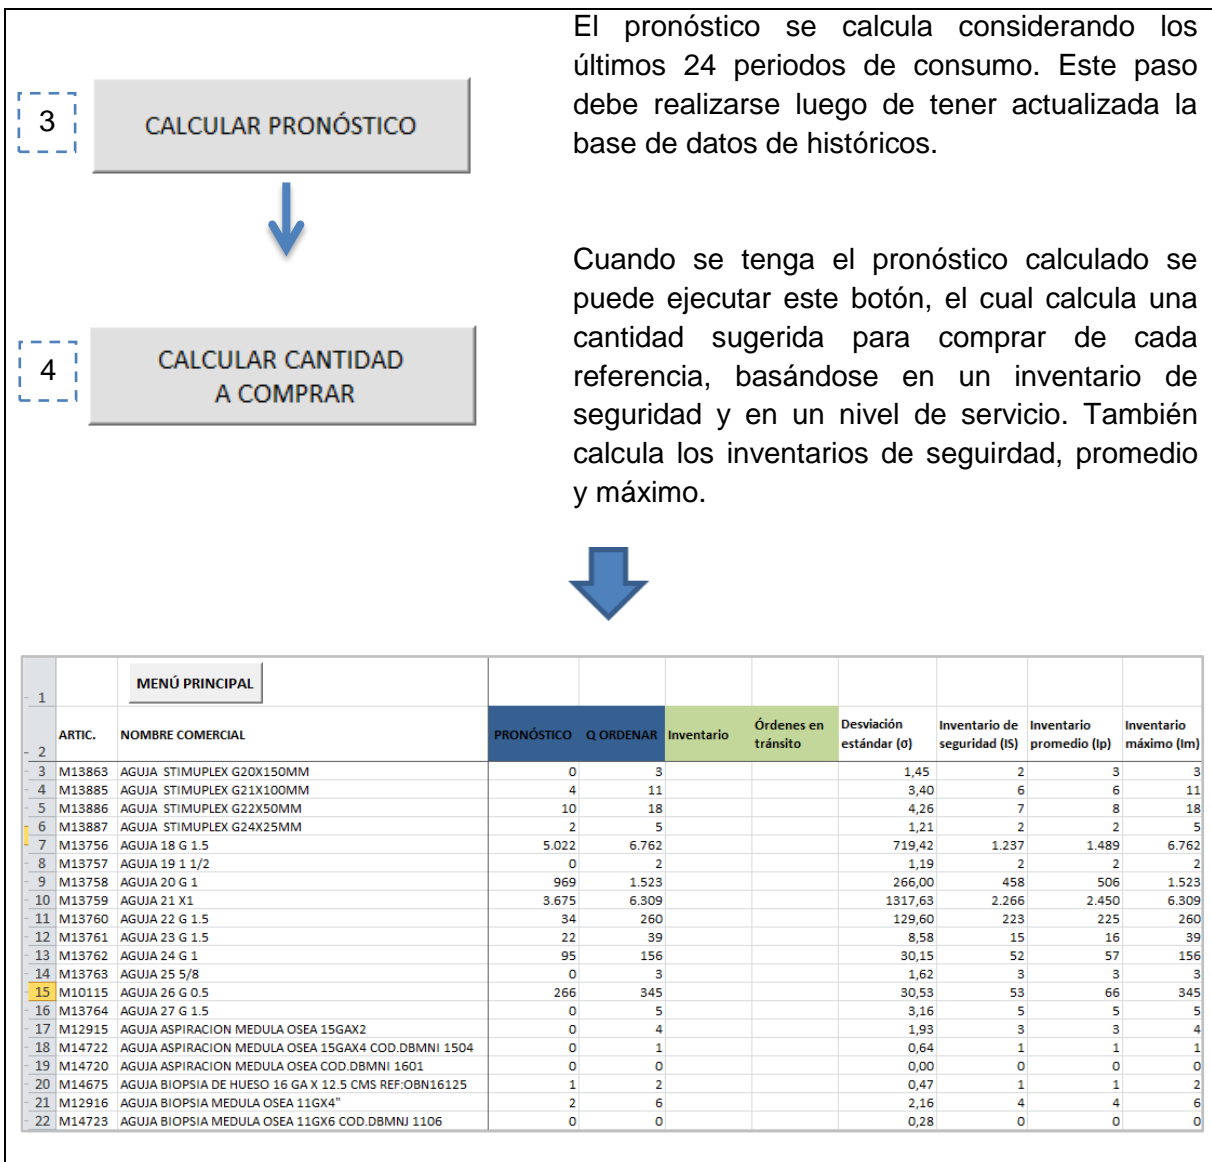 3
CALCULAR PRONÓSTICO
El pronóstico se calcula considerando los
últimos 24 periodos de consumo. Este paso
debe realizarse luego de tener actualizada la
base de datos de históricos.
4
CALCULAR CANTIDAD
A COMPRAR
Cuando se tenga el pronóstico calculado se
puede ejecutar este botón, el cual calcula una
cantidad sugerida para comprar de cada
referencia, basándose en un inventario de
seguridad y en un nivel de servicio. También
calcula los inventarios de seguirdad, promedio
y máximo.
1 MENÚ PRINCIPAL
2 ARTIC. NOMBRE COMERCIAL PRONÓSTICO Q ORDENAR Inventario Órdenes en tránsito Desviación estándar (σ) Inventario de seguridad (IS) Inventario promedio (Ip) Inventario máximo (Im)
3 M13863 AGUJA STIMUPLEX G20X150MM 0 3 1,45 2 3 3
4 M13885 AGUJA STIMUPLEX G21X100MM 4 11 3,40 6 6 11
5 M13886 AGUJA STIMUPLEX G22X50MM 10 18 4,26 7 8 18
6 M13887 AGUJA STIMUPLEX G24X25MM 2 5 1,21 2 2 5
7 M13756 AGUJA 18 G 1.5 5.022 6.762 719,42 1.237 1.489 6.762
8 M13757 AGUJA 19 1 1/2 0 2 1,19 2 2 2
9 M13758 AGUJA 20 G 1 969 1.523 266,00 458 506 1.523
10 M13759 AGUJA 21 X1 3.675 6.309 1317,63 2.266 2.450 6.309
11 M13760 AGUJA 22 G 1.5 34 260 129,60 223 225 260
12 M13761 AGUJA 23 G 1.5 22 39 8,58 15 16 39
13 M13762 AGUJA 24 G 1 95 156 30,15 52 57 156
14 M13763 AGUJA 25 5/8 0 3 1,62 3 3 3
15 M10115 AGUJA 26 G 0.5 266 345 30,53 53 66 345
16 M13764 AGUJA 27 G 1.5 0 5 3,16 5 5 5
17 M12915 AGUJA ASPIRACION MEDULA OSEA 15GAX2 0 4 1,93 3 3 4
18 M14722 AGUJA ASPIRACION MEDULA OSEA 15GAX4 COD.DBMNI 1504 0 1 0,64 1 1 1
19 M14720 AGUJA ASPIRACION MEDULA OSEA COD.DBMNI 1601 0 0 0,00 0 0 0
20 M14675 AGUJA BIOPSIA DE HUESO 16 GA X 12.5 CMS REF:OBN16125 1 2 0,47 1 1 2
21 M12916 AGUJA BIOPSIA MEDULA OSEA 11GX4" 2 6 2,16 4 4 6
22 M14723 AGUJA BIOPSIA MEDULA OSEA 11GX6 COD.DBMNJ 1106 0 0 0,28 0 0 0